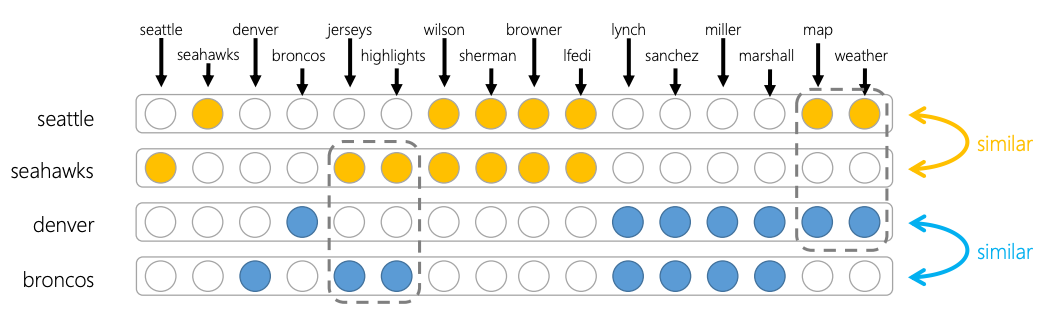 seattle denver jerseys wilson browner lynch miller map
seahawks broncos highlights sherman lfedi sanchez marshall weather
seattle
seahawks
similar
denver
broncos
similar